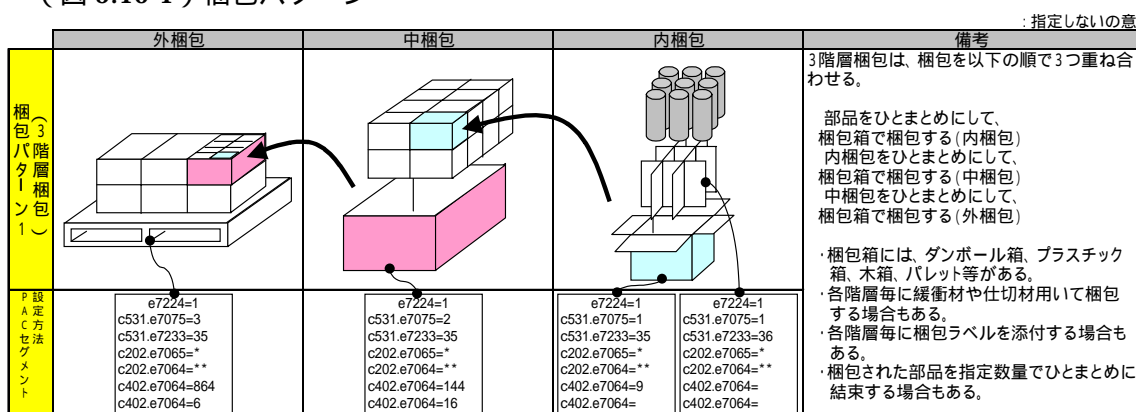 (図 6.10-1) 梱包パターン
:指定しないの意
外梱包 中梱包 内梱包 備考
梱包パターン1
(3階層梱包)
3階層梱包は、梱包を以下の順で3つ重ね合
わせる。
部品をひとまとめにして、
梱包箱で梱包する(内梱包)
内梱包をひとまとめにして、
梱包箱で梱包する(中梱包)
中梱包をひとまとめにして、
梱包箱で梱包する(外梱包)
・梱包箱には、ダンボール箱、プラスチック
箱、木箱、パレット等がある。
・各階層毎に緩衝材や仕切材用いて梱包
する場合もある。
・各階層毎に梱包ラベルを添付する場合も
ある。
・梱包された部品を指定数量でひとまとめに
結束する場合もある。
設定方法
PACセグメント
e7224=1
c531.e7075=3
c531.e7233=35
c202.e7065=*
c202.e7064=**
c402.e7064=864
c402.e7064=6
e7224=1
c531.e7075=2
c531.e7233=35
c202.e7065=*
c202.e7064=**
c402.e7064=144
c402.e7064=16
e7224=1
c531.e7075=1
c531.e7233=35
c202.e7065=*
c202.e7064=**
c402.e7064=9
c402.e7064=
e7224=1
c531.e7075=1
c531.e7233=36
c202.e7065=*
c202.e7064=**
c402.e7064=
c402.e7064=